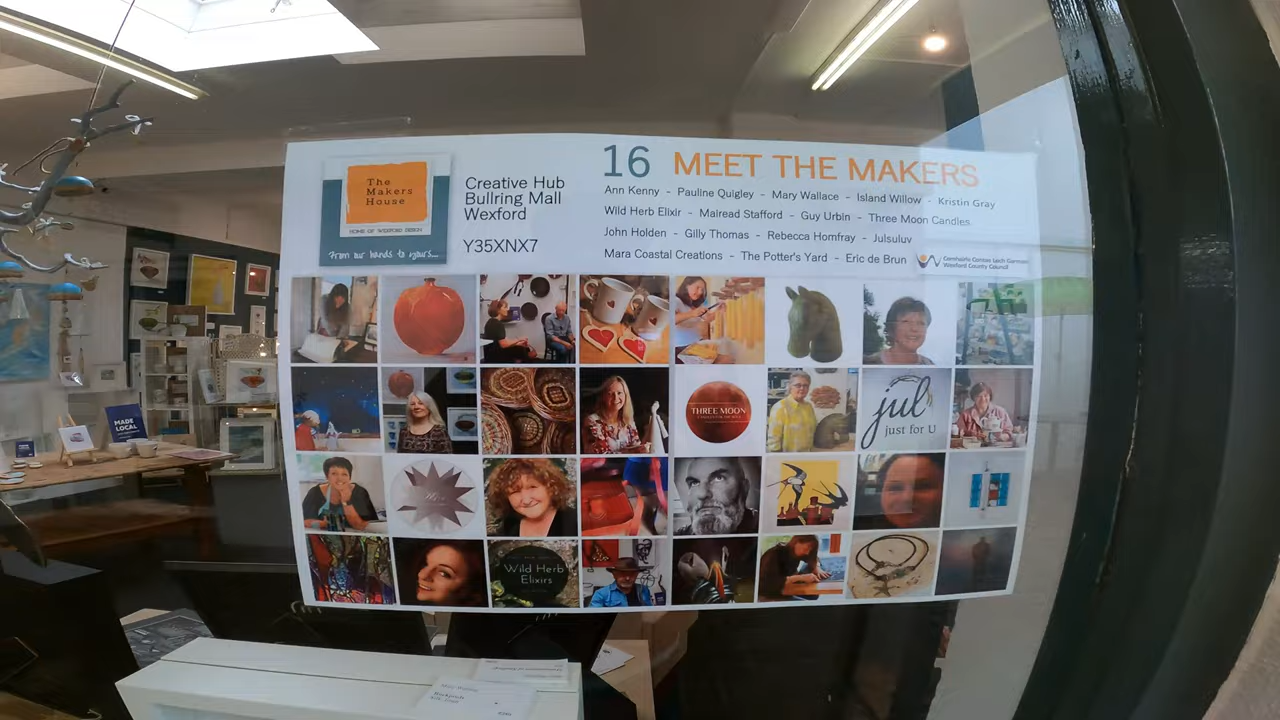 The
Makers
House
HOME OF WEXFORD DESIGN
From our hands to yours...
Creative Hub
Bullring Mall
Wexford
Y35XNX7
16 MEET THE MAKERS
Ann Kenny - Pauline Quigley - Mary Wallace - Island Willow - Kristin Gray
Wild Herb Elixir - Mairead Stafford - Guy Urbin - Three Moon Candles.
John Holden - Gilly Thomas - Rebecca Homfray - Julsuluv
Mara Coastal Creations - The Potter's Yard - Eric de Brun
Comhairle Contae Loch Garman
Wexford County Council
THREE MOON
jul
just for U
Wild Herb
Elixirs
MADE
LOCAL